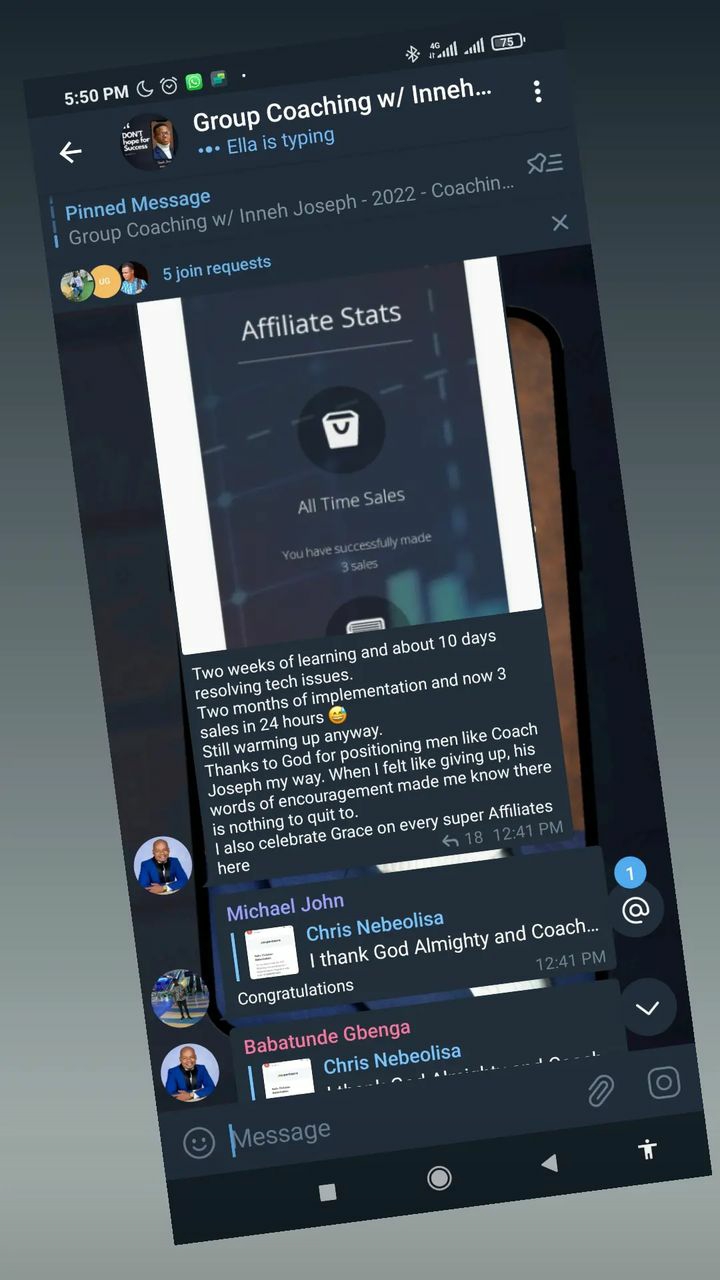 5:50 PM
4G
75
DON'T
hope for
Success
Group Coaching w/ Inneh...
Ella is typing
Pinned Message
Group Coaching w/ Inneh Joseph - 2022 - Coachin...
UG
5 join requests
Affiliate Stats
All Time Sales
You have successfully made
3 sales
Two weeks of learning and about 10 days
resolving tech issues.
Two months of implementation and now 3
sales in 24 hours 😅
Still warming up anyway.
Thanks to God for positioning men like Coach
Joseph my way. When I felt like giving up, his
words of encouragement made me know there
is nothing to quit to.
I also celebrate Grace on every super Affiliates
here
18 12:41 PM
1
@
Michael John
Chris Nebeolisa
I thank God Almighty and Coach...
12:41 PM
Congratulations
Babatunde Gbenga
Chris Nebeolisa
I thank God Almighty and Coach
Message